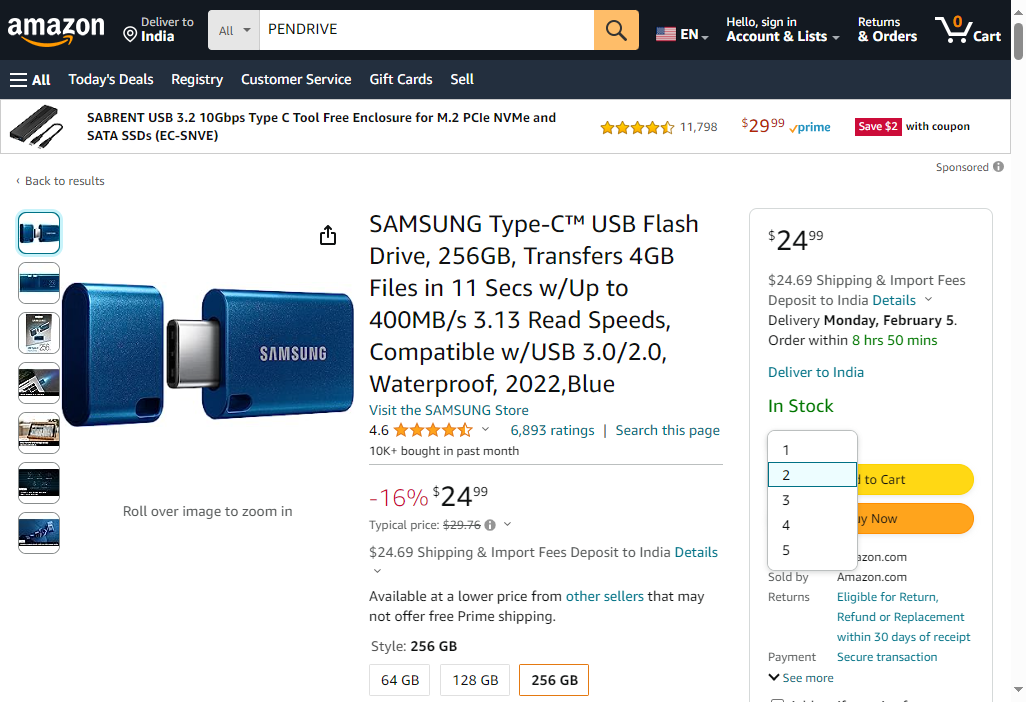 amazon
Deliver to
India
All
PENDRIVE
EN
Hello, sign in
Account & Lists
Returns
& Orders
0
Cart
All
Today's Deals
Registry
Customer Service
Gift Cards
Sell
SABRENT USB 3.2 10Gbps Type C Tool Free Enclosure for M.2 PCIe NVMe and
SATA SSDs (EC-SNVE)
11,798
$29 99
prime
Save $2 with coupon
Sponsored
‹ Back to results
SAMSUNG
Roll over image to zoom in
SAMSUNG Type-C™ USB Flash
Drive, 256GB, Transfers 4GB
Files in 11 Secs w/Up to
400MB/s 3.13 Read Speeds,
Compatible w/USB 3.0/2.0,
Waterproof, 2022,Blue
Visit the SAMSUNG Store
4.6
6,893 ratings | Search this page
10K+ bought in past month
-16% $24 99
Typical price: $29.76
$24.69 Shipping & Import Fees Deposit to India Details
Available at a lower price from other sellers that may
not offer free Prime shipping.
Style: 256 GB
64 GB
128 GB
256 GB
$24 99
$24.69 Shipping & Import Fees
Deposit to India Details
Delivery Monday, February 5.
Order within 8 hrs 50 mins
Deliver to India
In Stock
1
2
3
4
5
to Cart
Now
azon.com
Sold by
Amazon.com
Returns
Eligible for Return,
Refund or Replacement
within 30 days of receipt
Payment
Secure transaction
See more